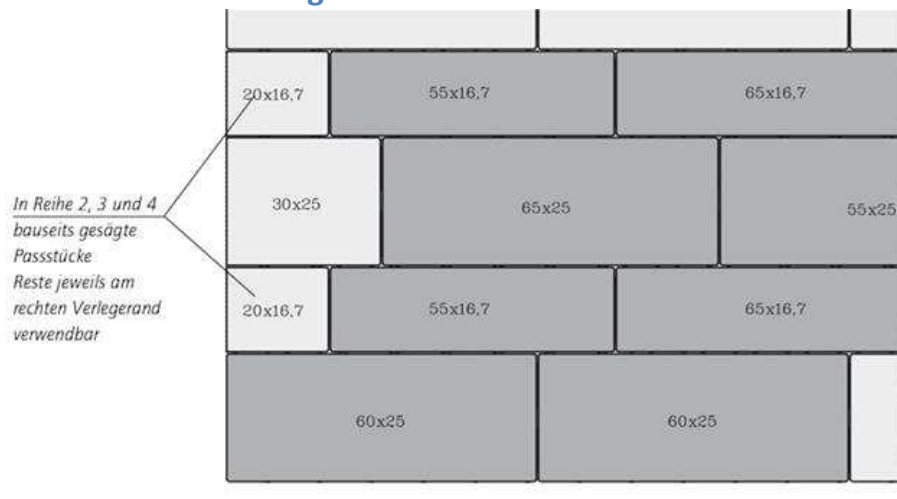 20x16,7 55x16,7 65x16,7
30x25 65x25 55x25
In Reihe 2, 3 und 4
bauseits gesägte
Passstücke
Reste jeweils am
rechten Verlegerand
verwendbar
20x16,7 55x16,7 65x16,7
60x25 60x25